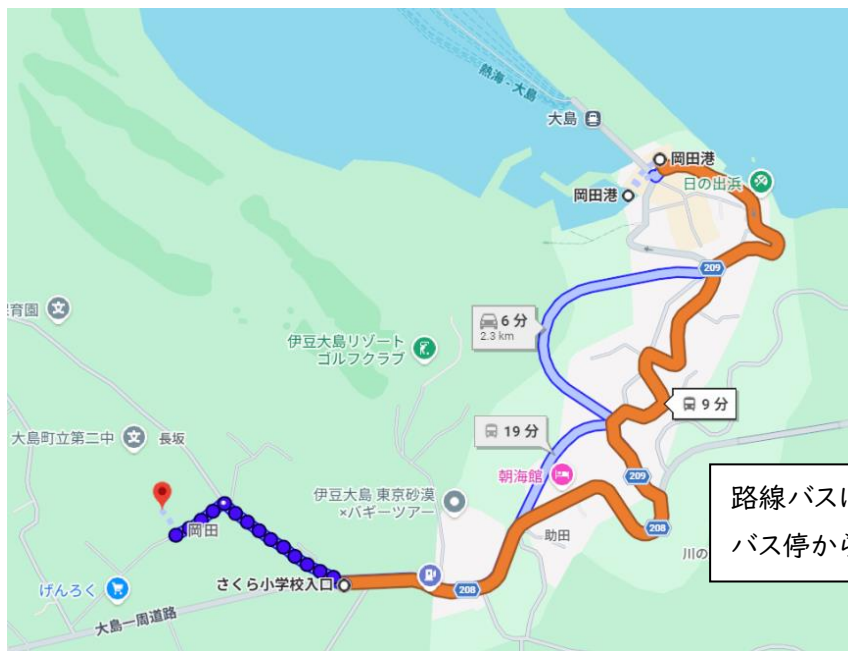 熱海 - 大島
大島
岡田港
岡田港
日の出浜
209
育園
6 分
2.3 km
伊豆大島リゾート
ゴルフクラブ
9 分
大島町立第二中
長坂
19 分
朝海館
209
伊豆大島 東京砂漠
×バギーツアー
路線バスに
バス停から
岡田
助田
208
川の
げんろく
さくら小学校入口
208
大島一周道路